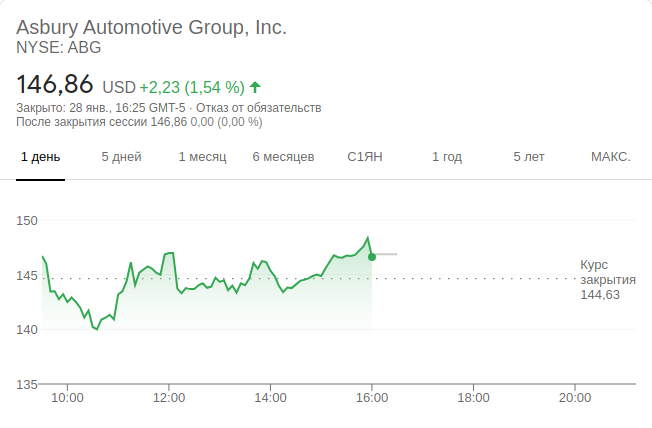 Asbury Automotive Group, Inc.
NYSE: ABG
146,86 USD +2,23 (1,54 %)
Закрыто: 28 янв., 16:25 GMT-5 · Отказ от обязательств
После закрытия сессии 146,86 0,00 (0,00 %)
1 день 5 дней 1 месяц 6 месяцев С1ЯН 1 год 5 лет МАКС.
150
145
140
135
Курс
закрытия
144,63
10:00 12:00 14:00 16:00 18:00 20:00